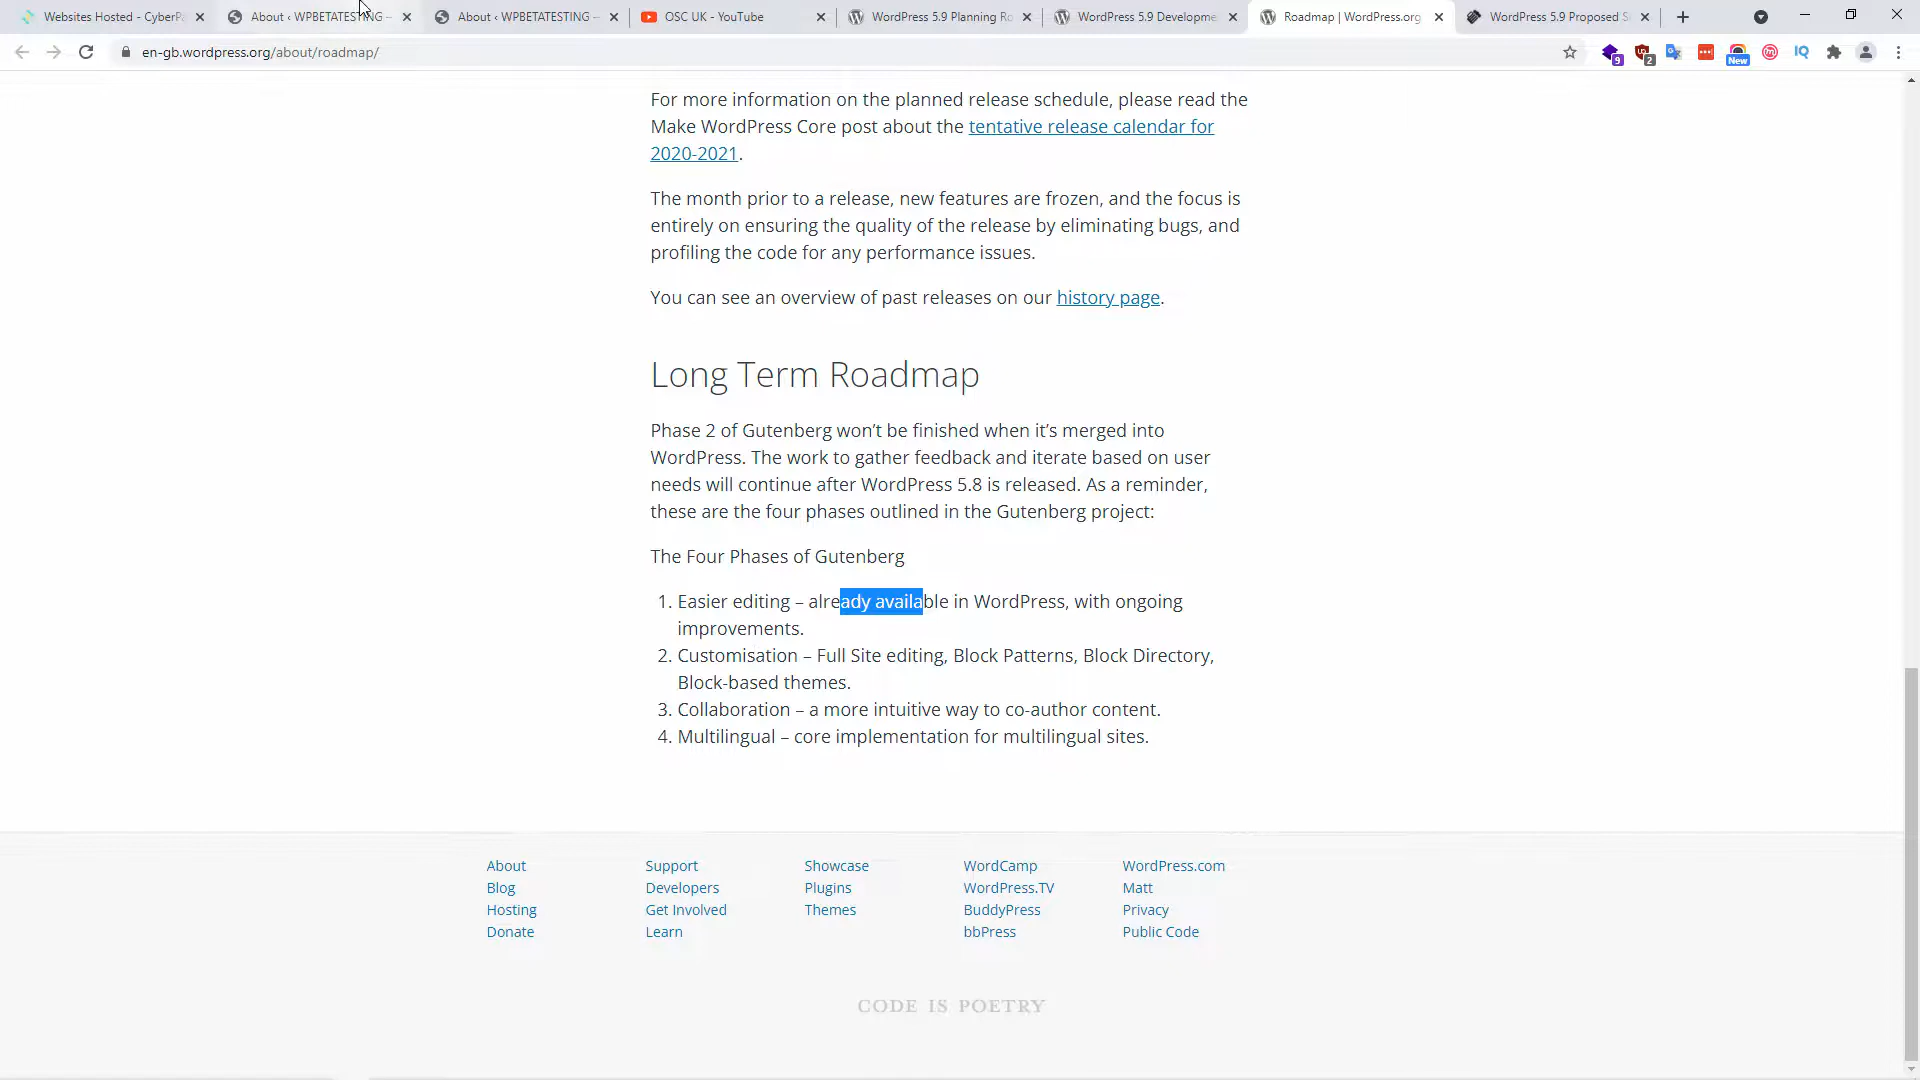 Websites Hosted - CyberPa
About ‹ WPBETATESTING –
About ‹ WPBETATESTING –
OSC UK - YouTube
WordPress 5.9 Planning Ro
WordPress 5.9 Developme
Roadmap | WordPress.org
WordPress 5.9 Proposed S
en-gb.wordpress.org/about/roadmap/
9
2
New
IQ
For more information on the planned release schedule, please read the
Make WordPress Core post about the tentative release calendar for
2020-2021.
The month prior to a release, new features are frozen, and the focus is
entirely on ensuring the quality of the release by eliminating bugs, and
profiling the code for any performance issues.
You can see an overview of past releases on our history page.
Long Term Roadmap
Phase 2 of Gutenberg won’t be finished when it’s merged into
WordPress. The work to gather feedback and iterate based on user
needs will continue after WordPress 5.8 is released. As a reminder,
these are the four phases outlined in the Gutenberg project:
The Four Phases of Gutenberg
1. Easier editing – already available in WordPress, with ongoing
improvements.
2. Customisation – Full Site editing, Block Patterns, Block Directory,
Block-based themes.
3. Collaboration – a more intuitive way to co-author content.
4. Multilingual – core implementation for multilingual sites.
About
Support
Showcase
WordCamp
WordPress.com
Blog
Developers
Plugins
WordPress.TV
Matt
Hosting
Get Involved
Themes
BuddyPress
Privacy
Donate
Learn
bbPress
Public Code
CODE IS POETRY